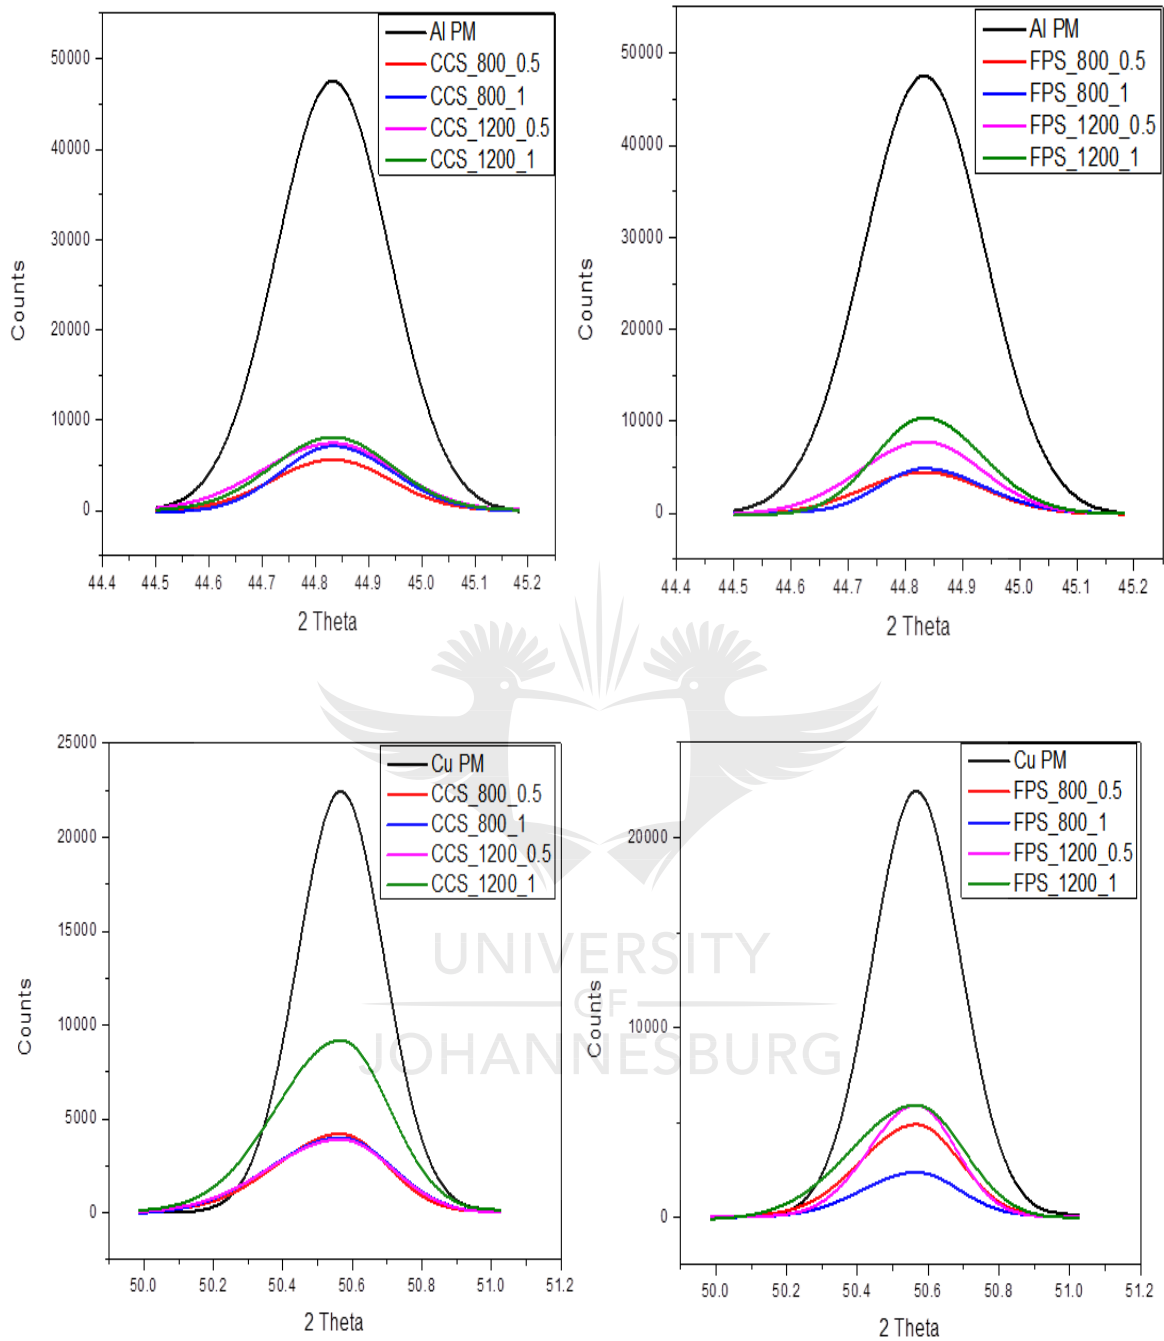 Al PM
CCS_800_0.5
CCS_800_1
CCS_1200_0.5
CCS_1200_1
50000
40000
30000
20000
10000
0
Counts
44.4 44.5 44.6 44.7 44.8 44.9 45.0 45.1 45.2
2 Theta
Al PM
FPS_800_0.5
FPS_800_1
FPS_1200_0.5
FPS_1200_1
50000
40000
30000
20000
10000
0
Counts
44.4 44.5 44.6 44.7 44.8 44.9 45.0 45.1 45.2
2 Theta
Cu PM
CCS_800_0.5
CCS_800_1
CCS_1200_0.5
CCS_1200_1
25000
20000
15000
10000
5000
0
Counts
50.0 50.2 50.4 50.6 50.8 51.0 51.2
2 Theta
Cu PM
FPS_800_0.5
FPS_800_1
FPS_1200_0.5
FPS_1200_1
20000
10000
0
Counts
50.0 50.2 50.4 50.6 50.8 51.0 51.2
2 Theta
UNIVERSITY
OF
JOHANNESBURG